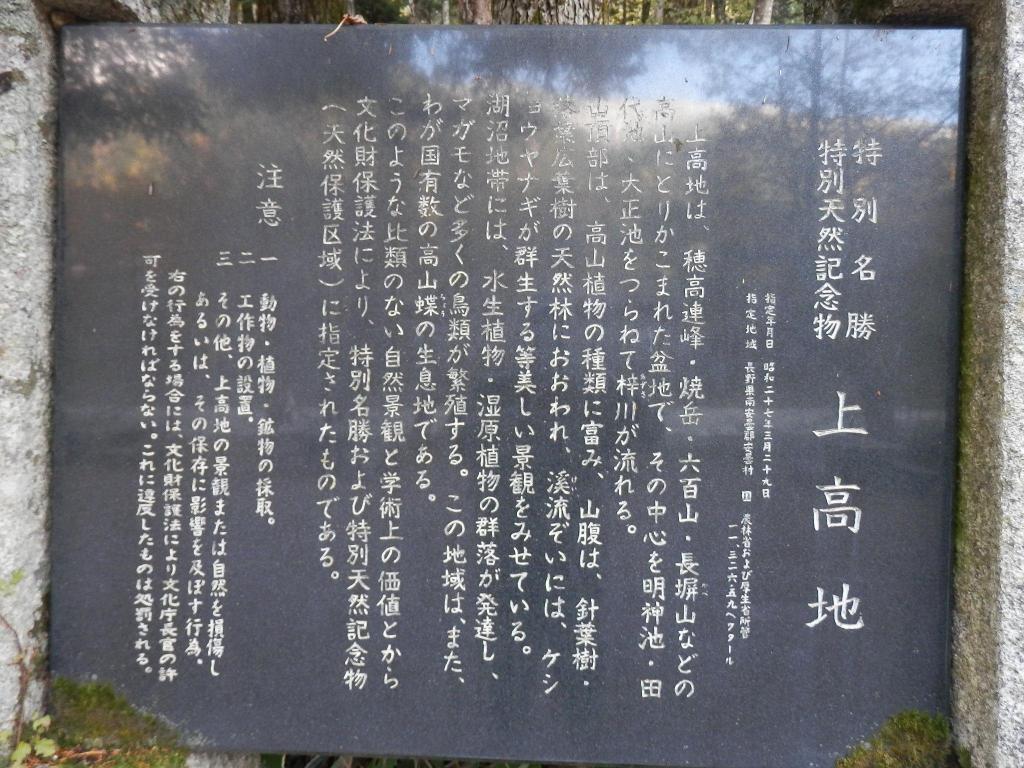 特別名勝
特別天然記念物
上高地
指定年月日 昭和二十七年三月二十九日
指定地域 長野県南安曇郡安曇村 国 農林省および厚生省所管
一一、三二六・五九ヘクタール
上高地は、穂高連峰・焼岳・六百山・長塀山などの
高山にとりかこまれた盆地で、その中心を明神池・田
代池・大正池をつらねて梓川が流れる。
山頂部は、高山植物の種類に富み、山腹は、針葉樹・
落葉広葉樹の天然林におおわれ、溪流ぞいには、ケシ
ョウヤナギが群生する等美しい景観をみせている。
湖沼地帯には、水生植物・湿原植物の群落が発達し、
マガモなど多くの鳥類が繁殖する。この地域は、また、
わが国有数の高山蝶の生息地である。
このような比類のない自然景観と学術上の価値とから
文化財保護法により、特別名勝および特別天然記念物
（天然保護区域）に指定されたものである。
注意
一 動物・植物・鉱物の採取。
二 工作物の設置。
三 その他、上高地の景観または自然を損傷し
あるいは、その保存に影響を及ぼす行為。
右の行為をする場合には、文化財保護法により文化庁長官の許
可を受けなければならない。これに違反したものは処罰される。